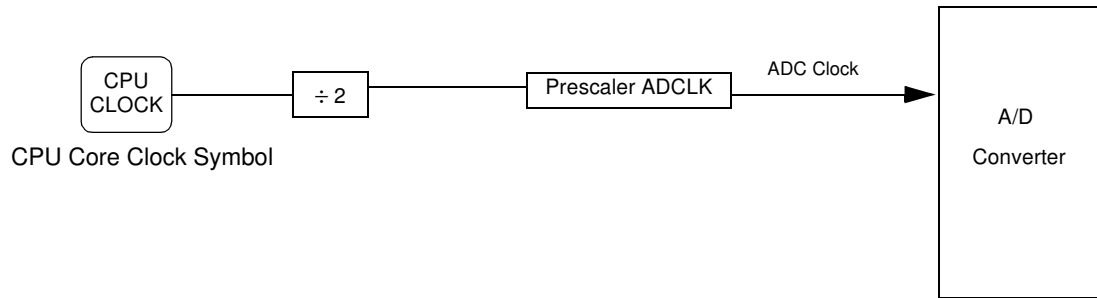 CPU
CLOCK
÷ 2
Prescaler ADCLK
ADC Clock
A/D
Converter
CPU Core Clock Symbol